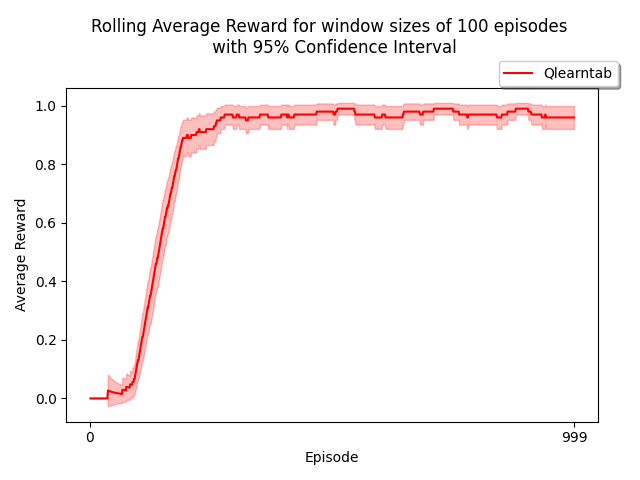 Rolling Average Reward for window sizes of 100 episodes
with 95% Confidence Interval
Qlearntab
1.0
0.8
0.6
0.4
0.2
0.0
Average Reward
0
999
Episode